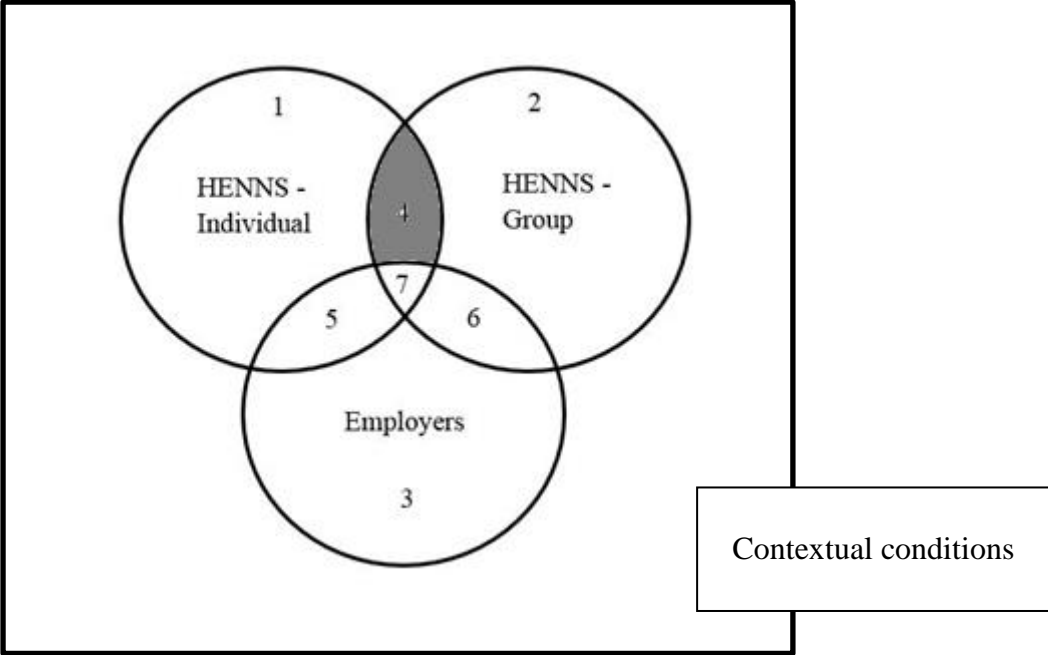 1
2
HENNS -
Individual
HENNS -
Group
4
7
5
6
Employers
3
Contextual conditions